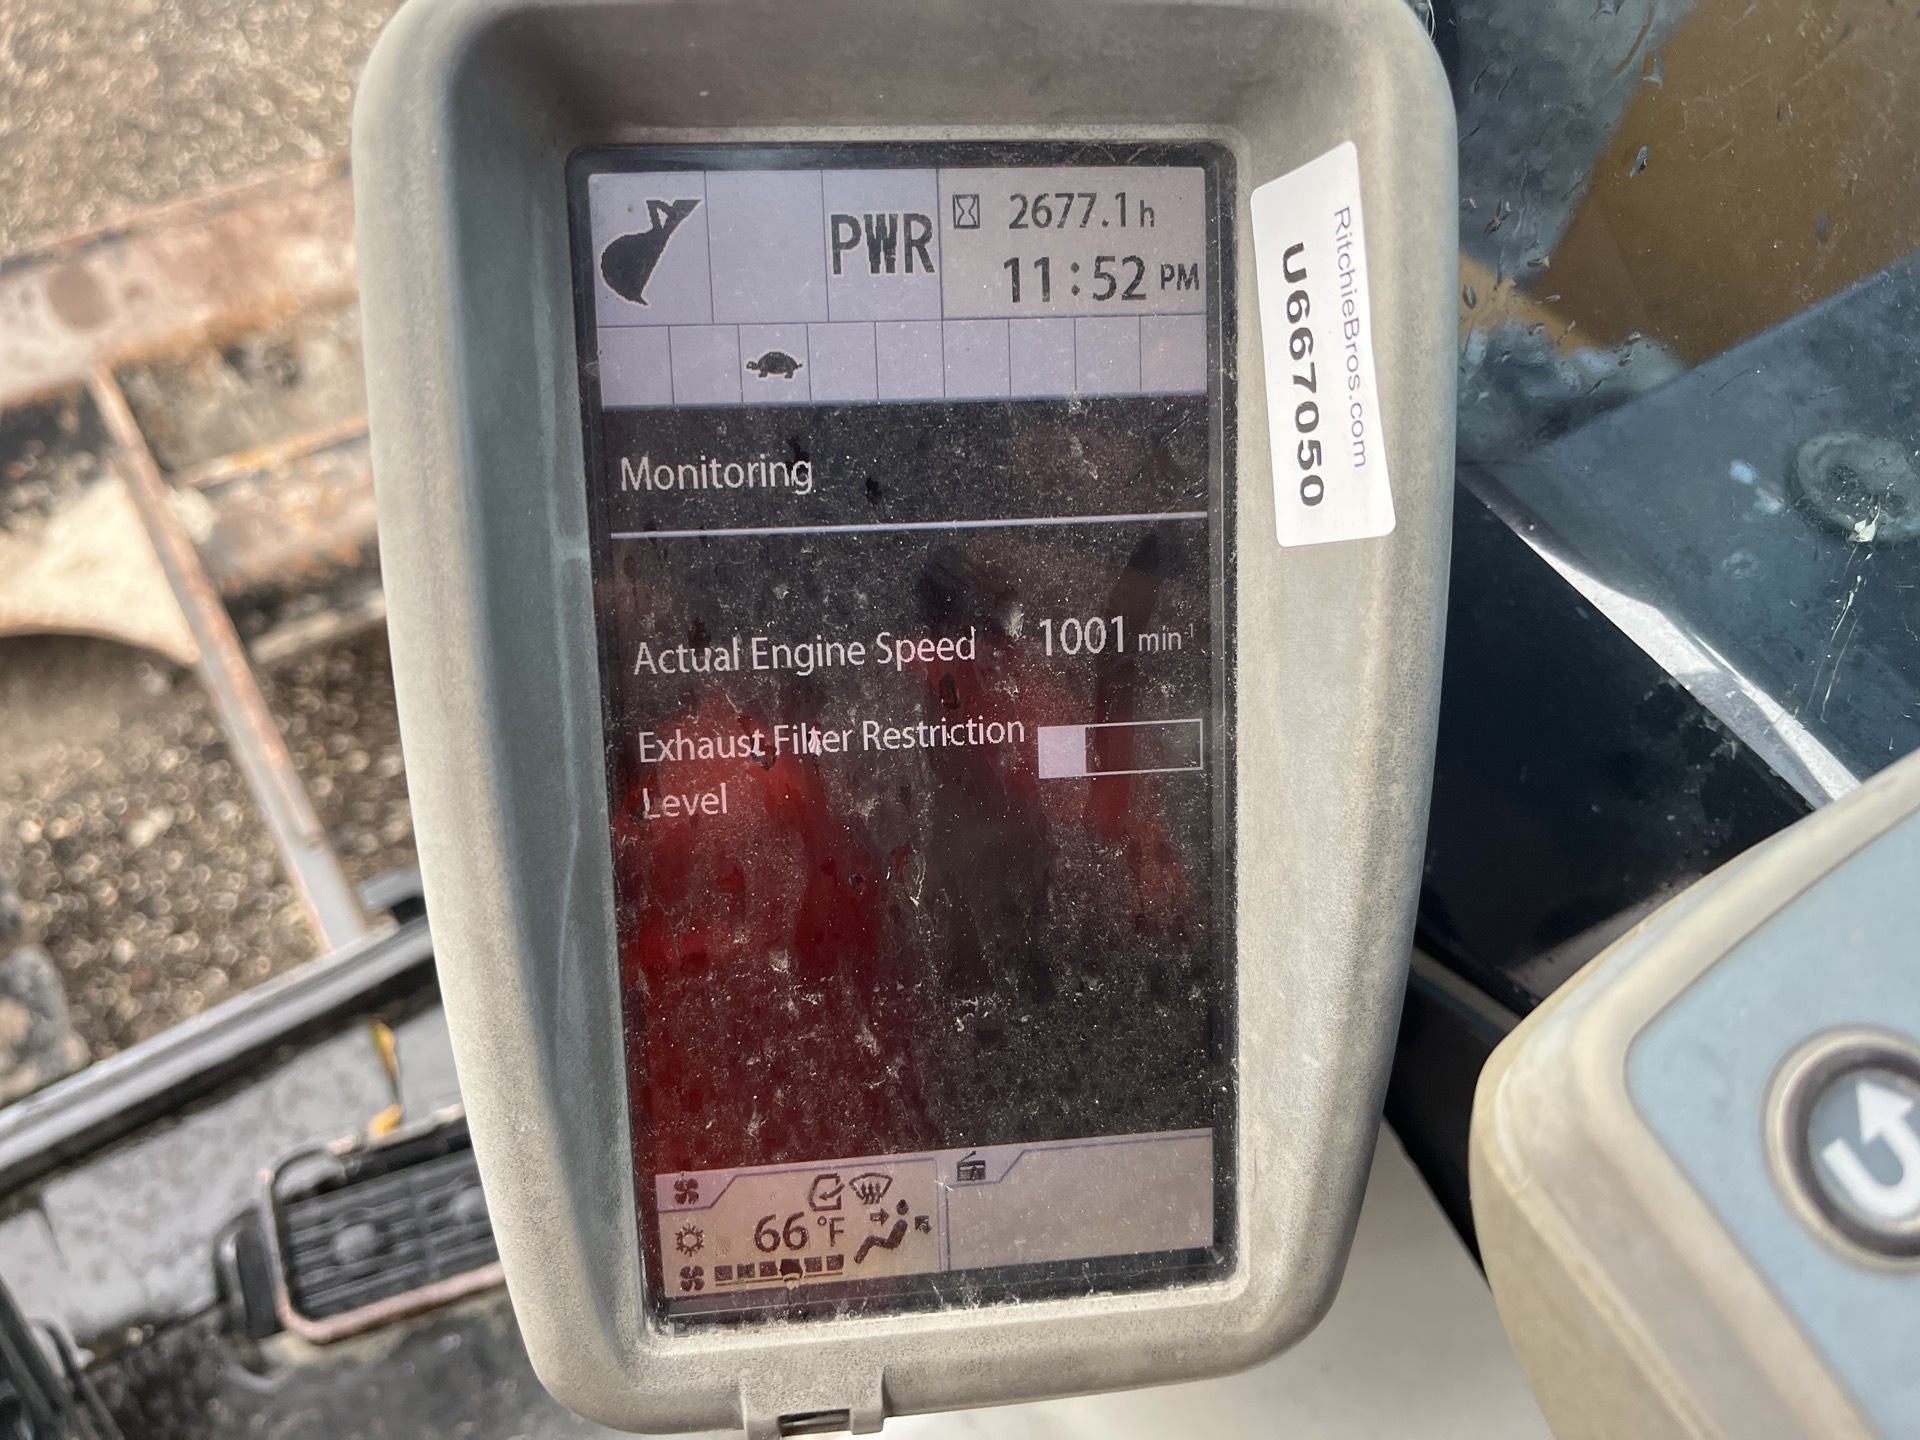 PWR
2677.1 h
11:52 PM
Monitoring
Actual Engine Speed 1001 min-1
Exhaust Filter Restriction
Level
66 °F
RitchieBros.com
U667050